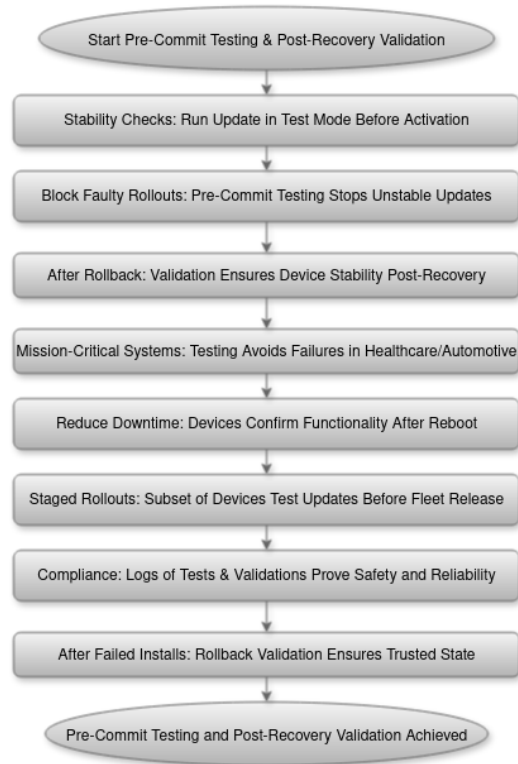 Start Pre-Commit Testing & Post-Recovery Validation
Stability Checks: Run Update in Test Mode Before Activation
Block Faulty Rollouts: Pre-Commit Testing Stops Unstable Updates
After Rollback: Validation Ensures Device Stability Post-Recovery
Mission-Critical Systems: Testing Avoids Failures in Healthcare/Automotive
Reduce Downtime: Devices Confirm Functionality After Reboot
Staged Rollouts: Subset of Devices Test Updates Before Fleet Release
Compliance: Logs of Tests & Validations Prove Safety and Reliability
After Failed Installs: Rollback Validation Ensures Trusted State
Pre-Commit Testing and Post-Recovery Validation Achieved